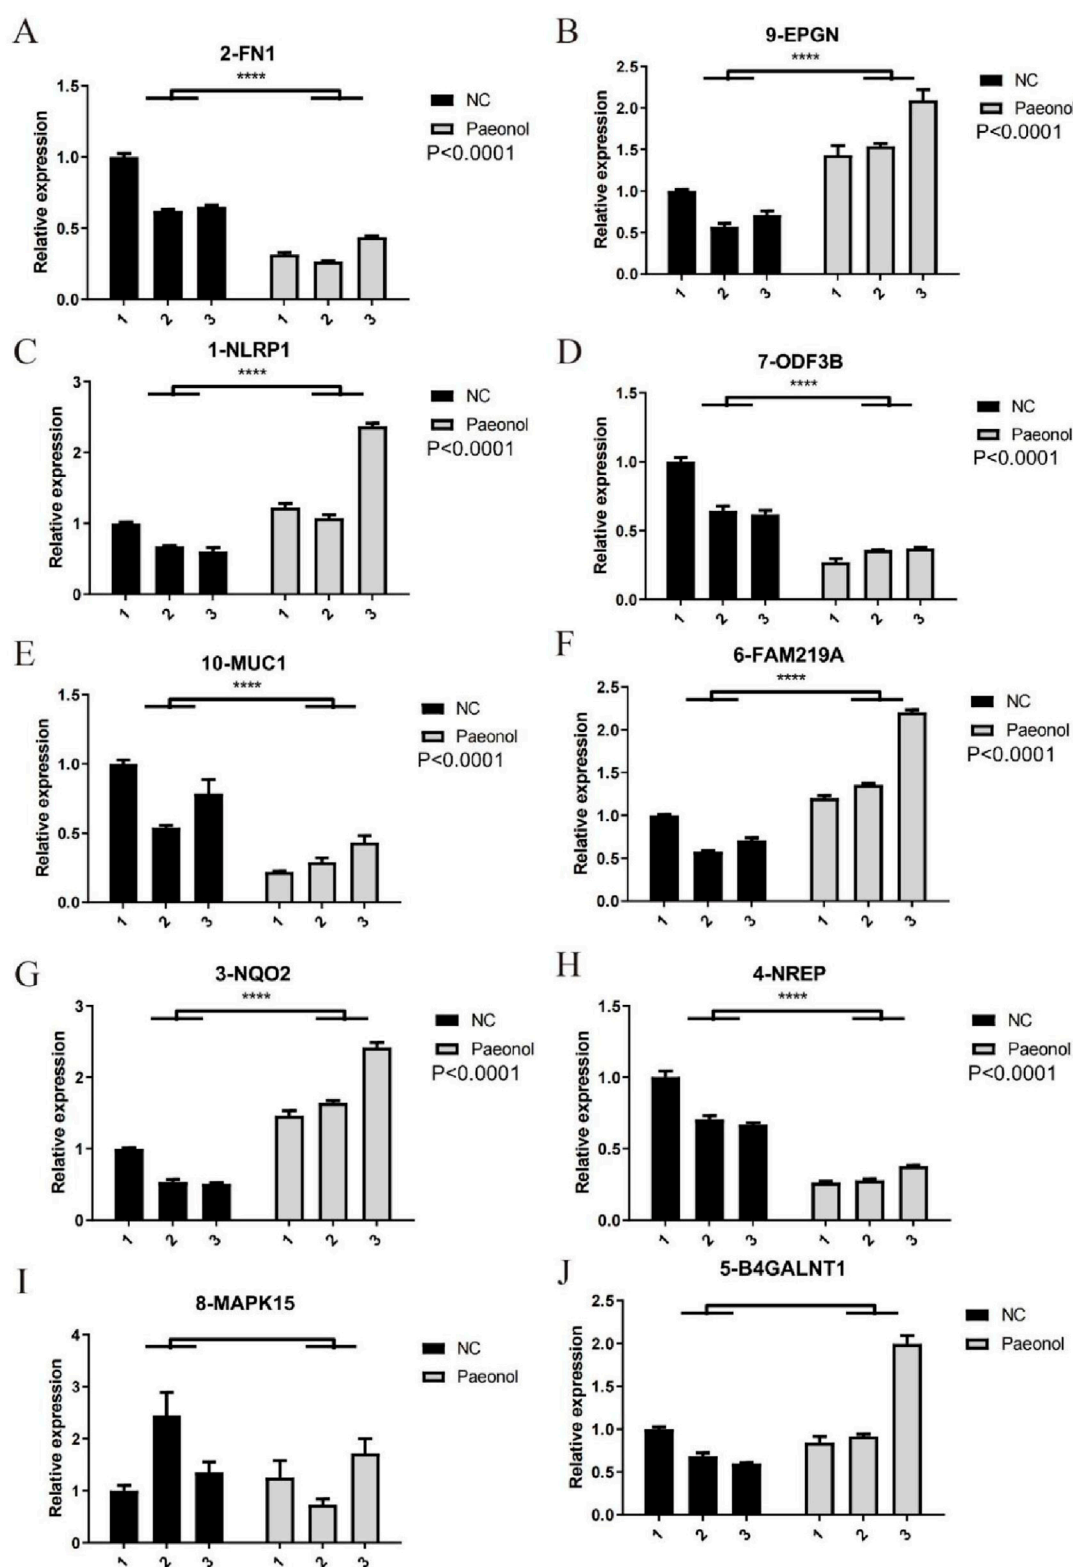 A
2-FN1
****
1.5
1.0
0.5
0.0
Relative expression
1 2 3 1 2 3
NC
Paeonol
P<0.0001
B
9-EPGN
****
2.5
2.0
1.5
1.0
0.5
0.0
Relative expression
1 2 3 1 2 3
NC
Paeonol
P<0.0001
C
1-NLRP1
****
3
2
1
0
Relative expression
1 2 3 1 2 3
NC
Paeonol
P<0.0001
D
7-ODF3B
****
1.5
1.0
0.5
0.0
Relative expression
1 2 3 1 2 3
NC
Paeonol
P<0.0001
E
10-MUC1
****
1.5
1.0
0.5
0.0
Relative expression
1 2 3 1 2 3
NC
Paeonol
P<0.0001
F
6-FAM219A
****
2.5
2.0
1.5
1.0
0.5
0.0
Relative expression
1 2 3 1 2 3
NC
Paeonol
P<0.0001
G
3-NQO2
****
3
2
1
0
Relative expression
1 2 3 1 2 3
NC
Paeonol
P<0.0001
H
4-NREP
****
1.5
1.0
0.5
0.0
Relative expression
1 2 3 1 2 3
NC
Paeonol
P<0.0001
I
8-MAPK15
4
3
2
1
0
Relative expression
1 2 3 1 2 3
NC
Paeonol
J
5-B4GALNT1
2.5
2.0
1.5
1.0
0.5
0.0
Relative expression
1 2 3 1 2 3
NC
Paeonol